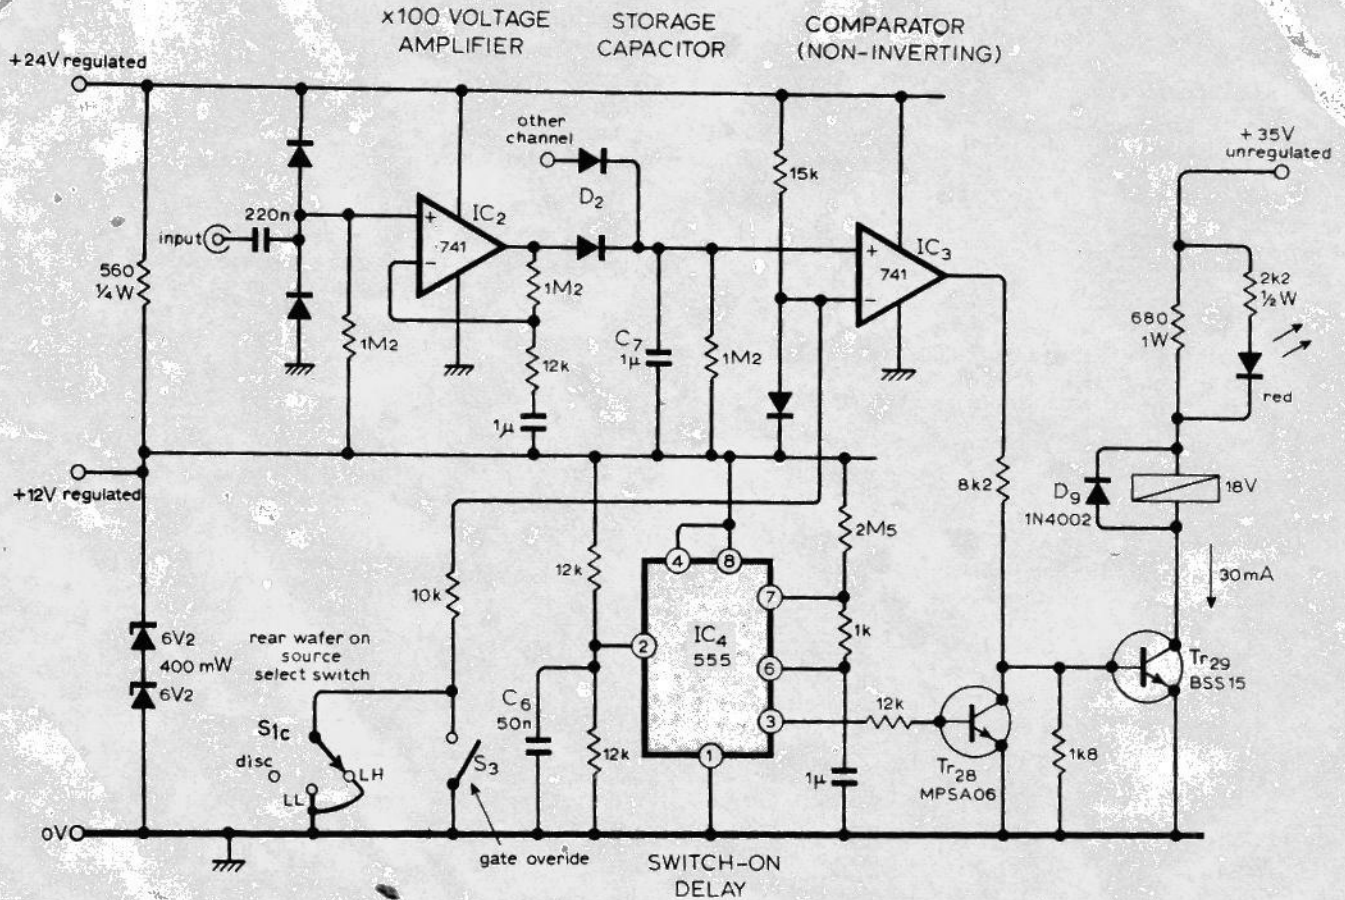 x100 VOLTAGE
AMPLIFIER
STORAGE
CAPACITOR
COMPARATOR
(NON-INVERTING)
+24V regulated
other
channel
D2
+35V
unregulated
15k
220n
IC2
741
+
−
input
560
¼W
1M2
1M2
12k
1µ
C7
1µ
1M2
IC3
741
+
−
2k2
½W
680
1W
red
+12V regulated
8k2
D9
1N4002
18V
30mA
2M5
12k
10k
4
8
7
1k
2
IC4
555
6
3
1
6V2
400mW
6V2
rear wafer on
source
select switch
S1c
disc
LH
LL
S3
C6
50n
12k
12k
1µ
Tr28
MPSA06
1k8
Tr29
BSS15
0V
gate overide
SWITCH-ON
DELAY